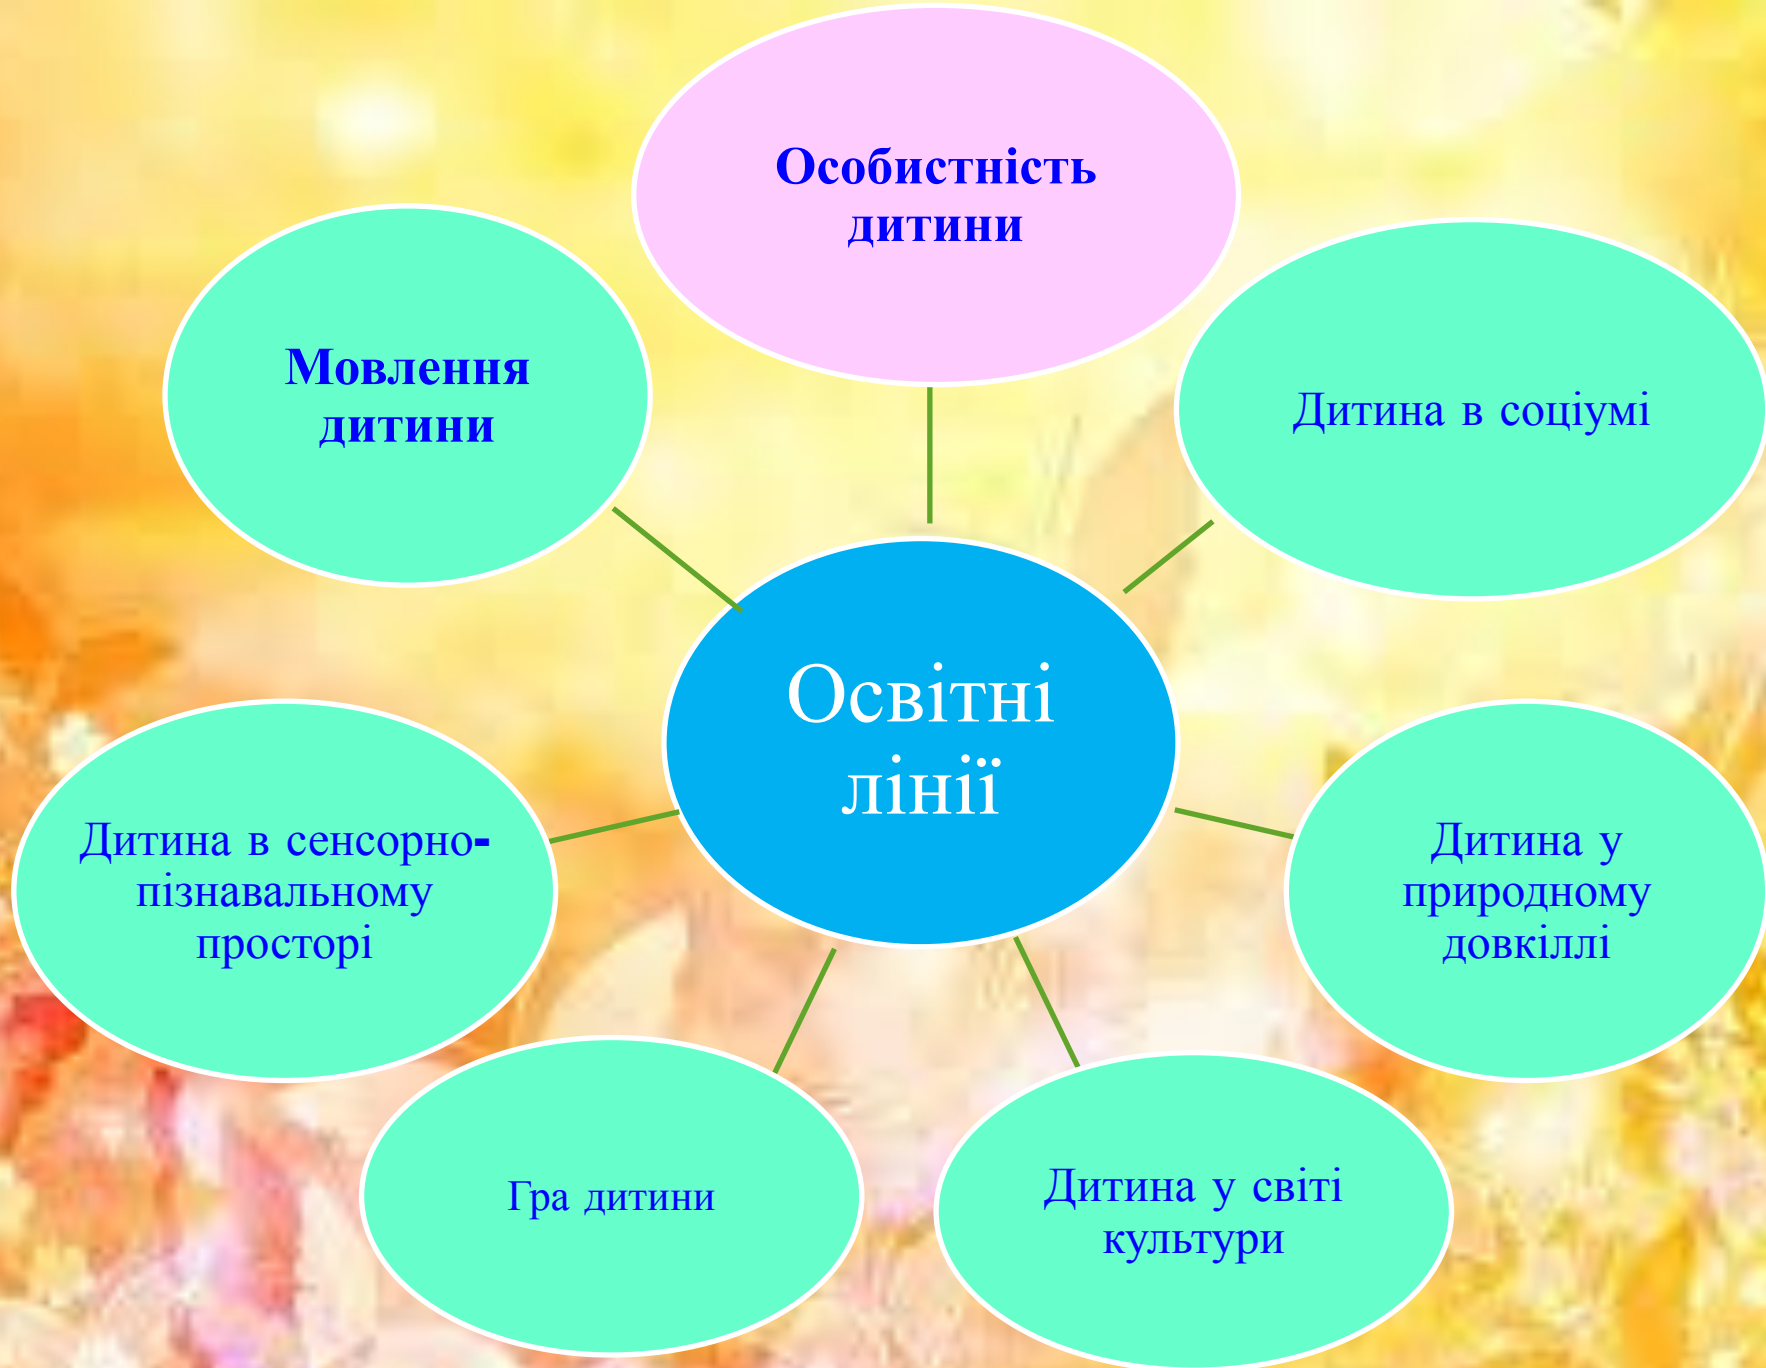 Особистність
дитини
Мовлення
дитини
Дитина в соціумі
Освітні
лінії
Дитина в сенсорно-
пізнавальному
просторі
Дитина у
природному
довкіллі
Гра дитини
Дитина у світі
культури